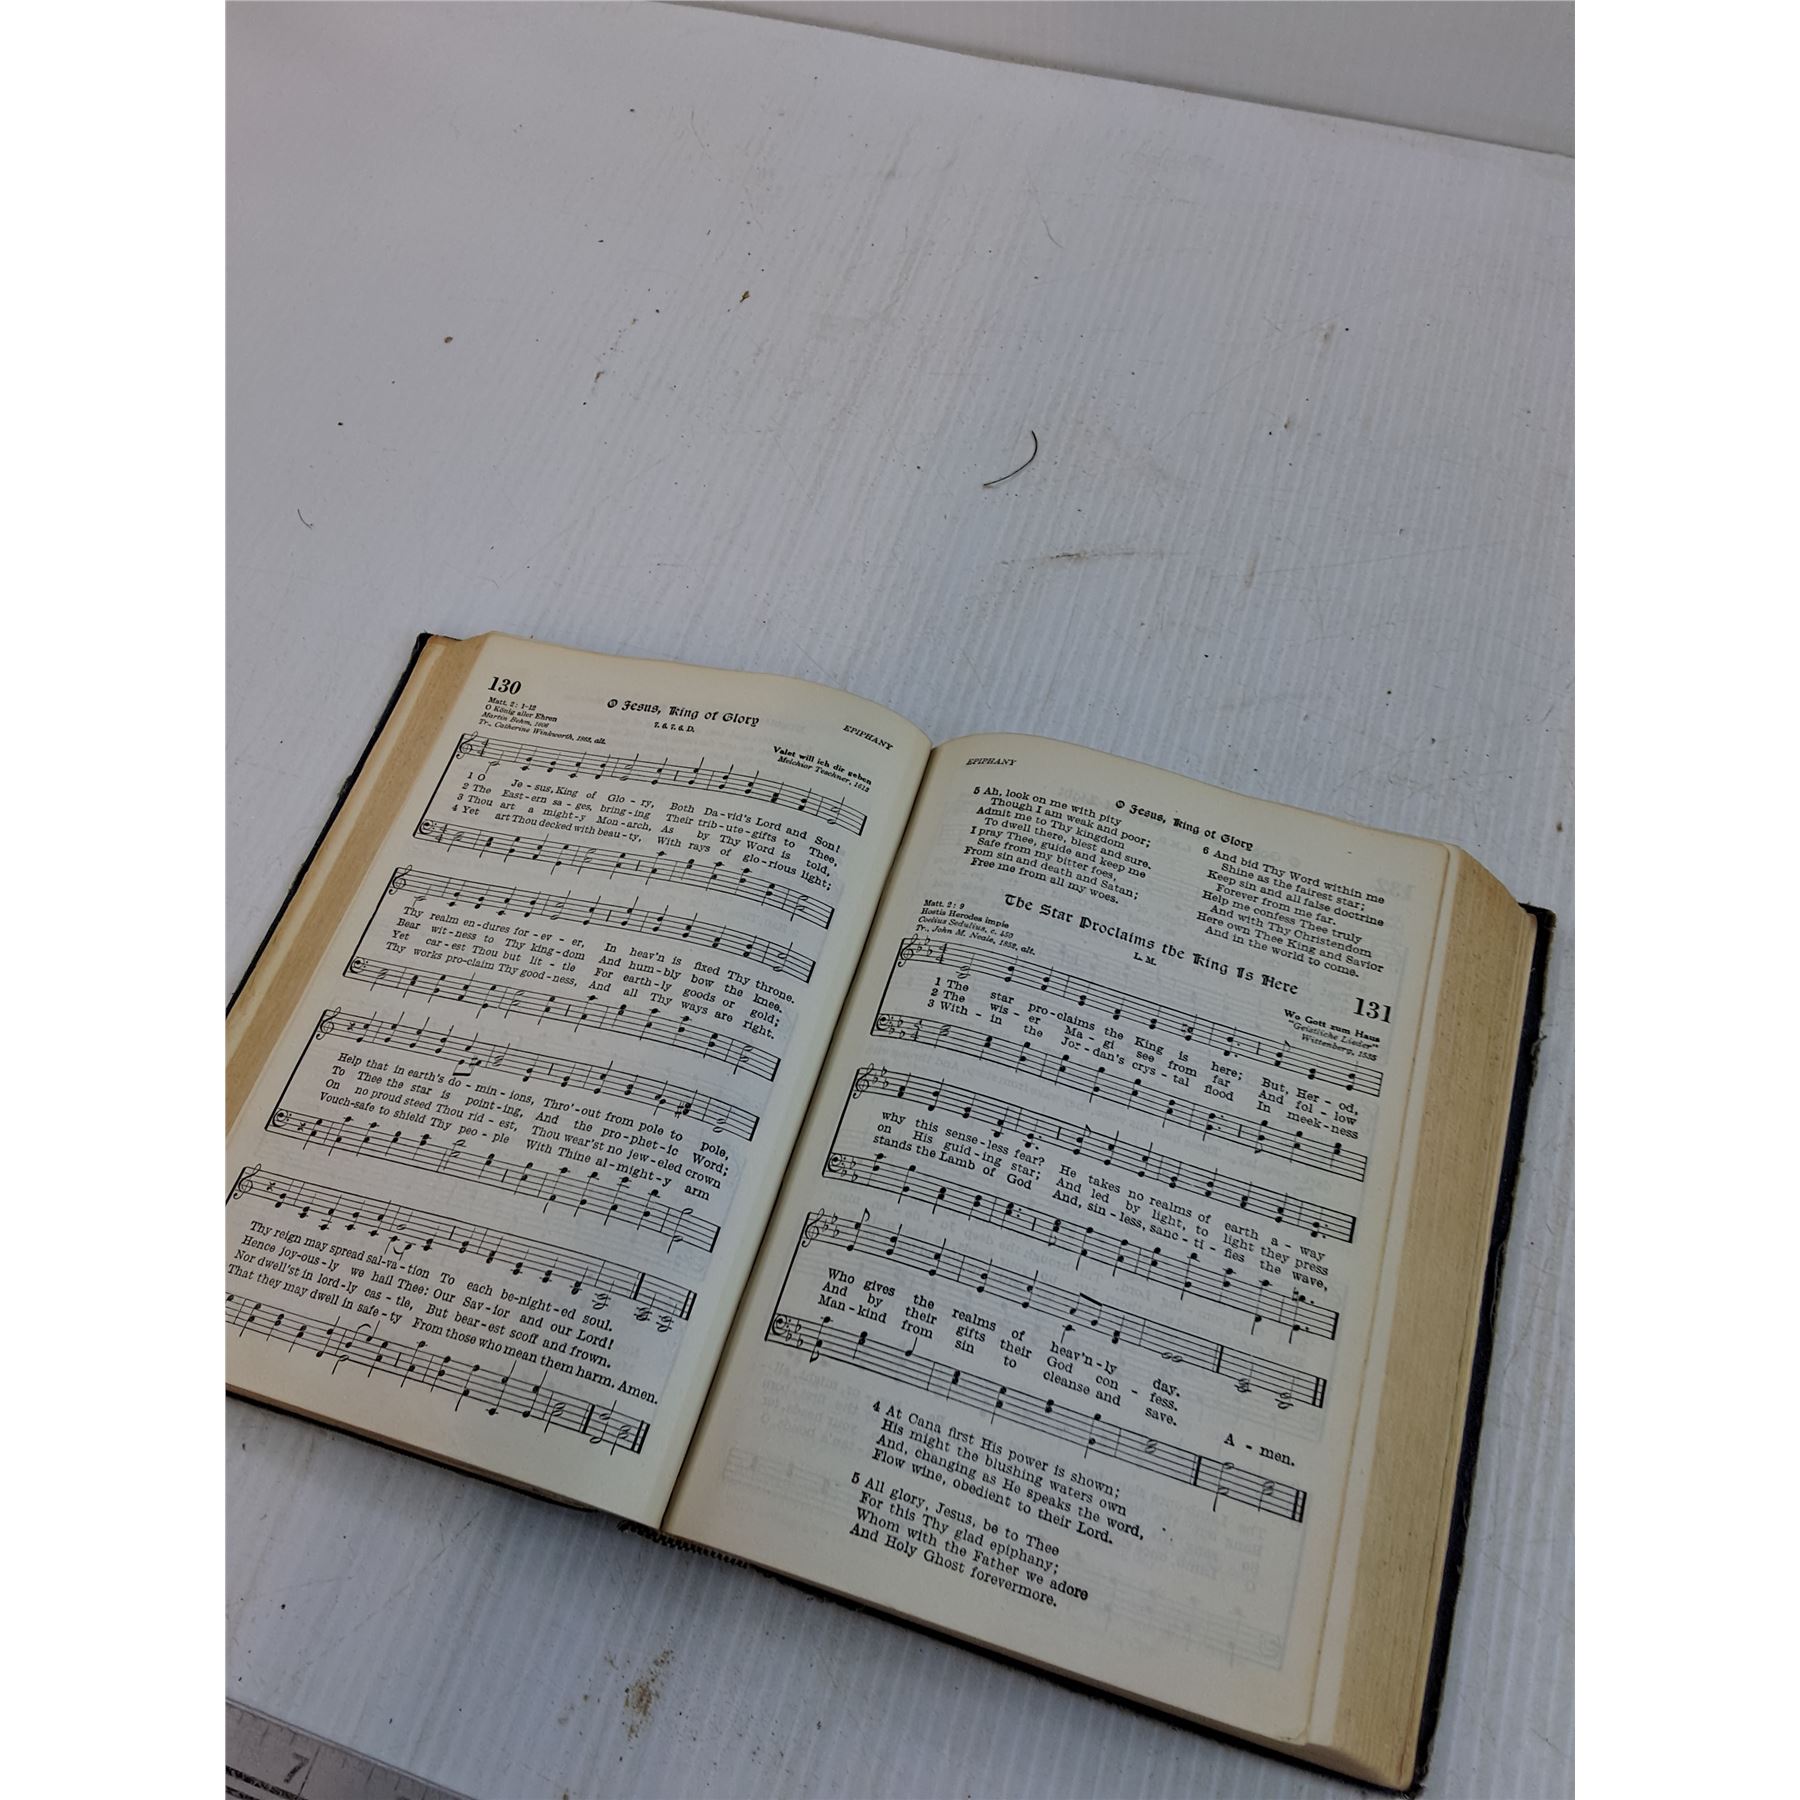 130
Matt. 2: 1-12
O König aller Ehren
Martin Behm, 1606
Tr., Catherine Winkworth, 1863, alt.
O Jesus, King of Glory
7. 6. 7. 6. D.
EPIPHANY
Valet will ich dir geben
Melchior Teschner, 1613
1 O Je - sus, King of Glo - ry, Both Da - vid's Lord and Son!
2 The East - ern sa - ges, bring - ing Their trib - ute - gifts to Thee,
3 Thou art a might - y Mon - arch, As by Thy Word is told,
4 Yet art Thou decked with beau - ty, With rays of glo - rious light;
Thy realm en - dures for - ev - er, In heav'n is fixed Thy throne.
Bear wit - ness to Thy king - dom And hum - bly bow the knee.
Yet car - est Thou but lit - tle For earth - ly goods or gold;
Thy works pro - claim Thy good - ness, And all Thy ways are right.
Help that in earth's do - min - ions, Thro' - out from pole to pole,
To Thee the star is point - ing, And the pro - phet - ic Word;
On no proud steed Thou rid - est, Thou wear'st no jew - eled crown
Vouch - safe to shield Thy peo - ple With Thine al - might - y arm
Thy reign may spread sal - va - tion To each be - night - ed soul.
Hence joy - ous - ly we hail Thee: Our Sav - ior and our Lord!
Nor dwell'st in lord - ly cas - tle, But bear - est scoff and frown.
That they may dwell in safe - ty From those who mean them harm. Amen.
EPIPHANY
O Jesus, King of Glory
5 Ah, look on me with pity
Though I am weak and poor;
Admit me to Thy kingdom
To dwell there, blest and sure.
I pray Thee, guide and keep me
Safe from my bitter foes,
From sin and death and Satan;
Free me from all my woes.
6 And bid Thy Word within me
Shine as the fairest star;
Keep sin and all false doctrine
Forever from me far.
Help me confess Thee truly
And with Thy Christendom
Here own Thee King and Savior
And in the world to come.
The Star Proclaims the King Is Here
131
Matt. 2: 9
Hostis Herodes impie
Coelius Sedulius, c. 450
Tr., John M. Neale, 1852, alt.
L. M.
Wo Gott zum Haus
"Geistliche Lieder"
Wittenberg, 1535
1 The star pro - claims the King is here; But, Her - od,
2 The wis - er Ma - gi see from far And fol - low
3 With - in the Jor - dan's crys - tal flood In meek - ness
why this sense - less fear? He takes no realms of earth a - way
on His guid - ing star; And led by light, to light they press
stands the Lamb of God And, sin - less, sanc - ti - fies the wave,
Who gives the realms of heav'n - ly day.
And by their gifts their God con - fess.
Man - kind from sin to cleanse and save. A - men.
4 At Cana first His power is shown;
His might the blushing waters own
And, changing as He speaks the word,
Flow wine, obedient to their Lord.
5 All glory, Jesus, be to Thee
For this Thy glad epiphany;
Whom with the Father we adore
And Holy Ghost forevermore.
7